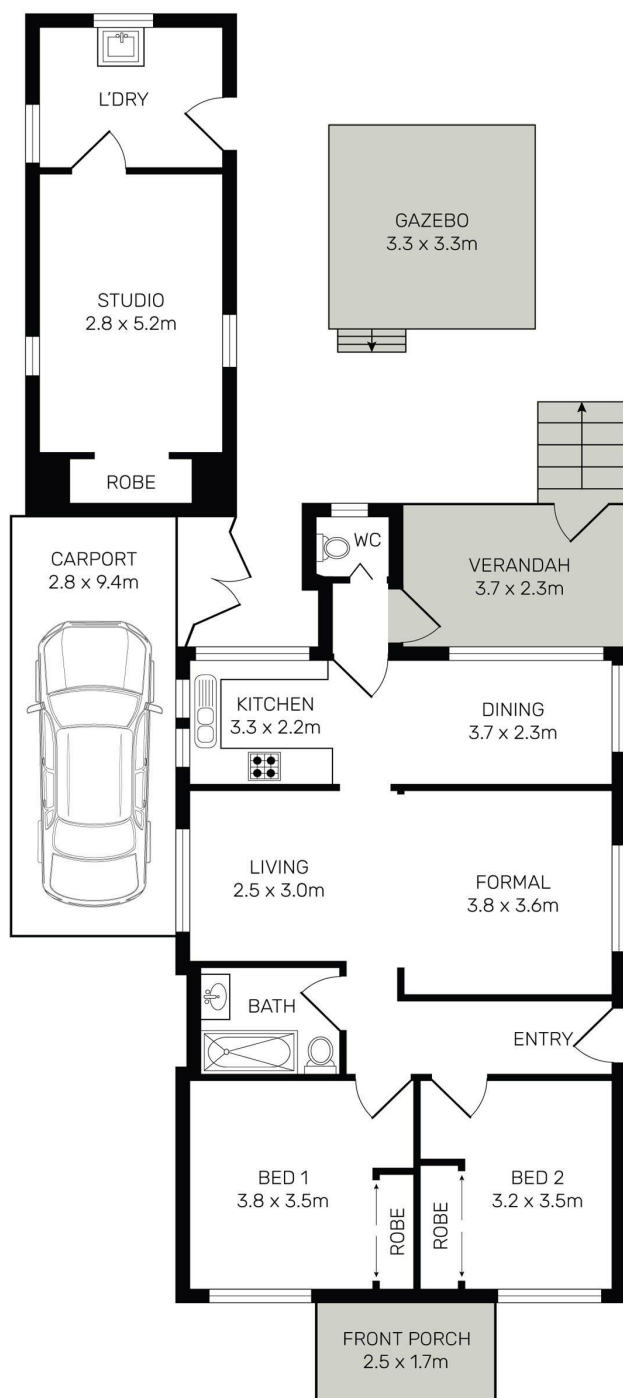 L'DRY
GAZEBO
3.3 x 3.3m
STUDIO
2.8 x 5.2m
ROBE
CARPORT
2.8 x 9.4m
WC
VERANDAH
3.7 x 2.3m
KITCHEN
3.3 x 2.2m
DINING
3.7 x 2.3m
LIVING
2.5 x 3.0m
FORMAL
3.8 x 3.6m
BATH
ENTRY
BED 1
3.8 x 3.5m
ROBE
ROBE
BED 2
3.2 x 3.5m
FRONT PORCH
2.5 x 1.7m